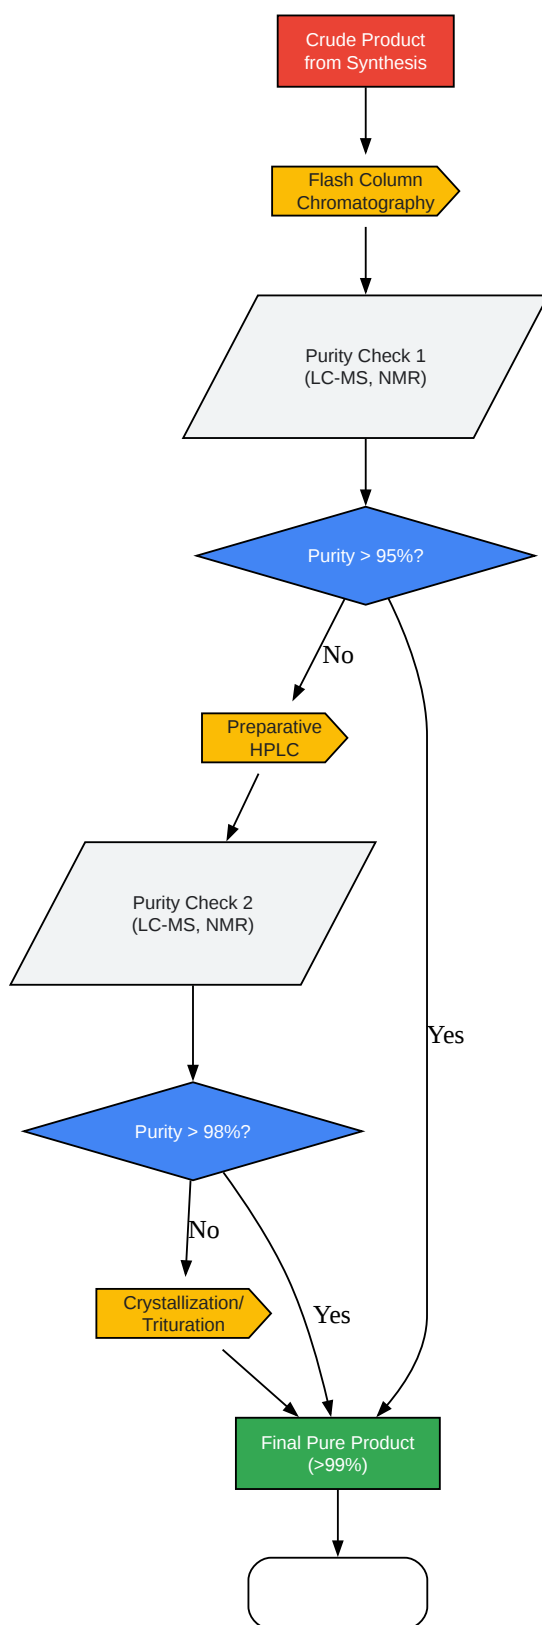 Crude Product
from Synthesis
Flash Column
Chromatography
Purity Check 1
(LC-MS, NMR)
Purity > 95%?
No
Preparative
HPLC
Purity Check 2
(LC-MS, NMR)
Yes
Purity > 98%?
No
Crystallization/
Trituration
Yes
Final Pure Product
(>99%)